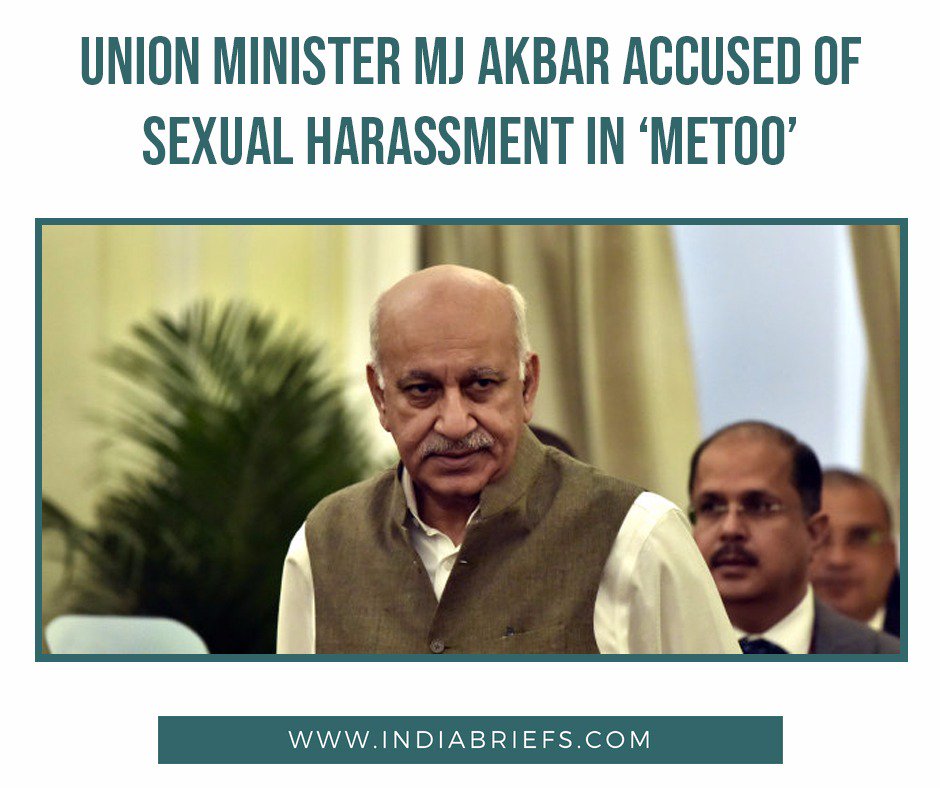 UNION MINISTER MJ AKBAR ACCUSED OF
SEXUAL HARASSMENT IN ‘METOO’
WWW.INDIABRIEFS.COM